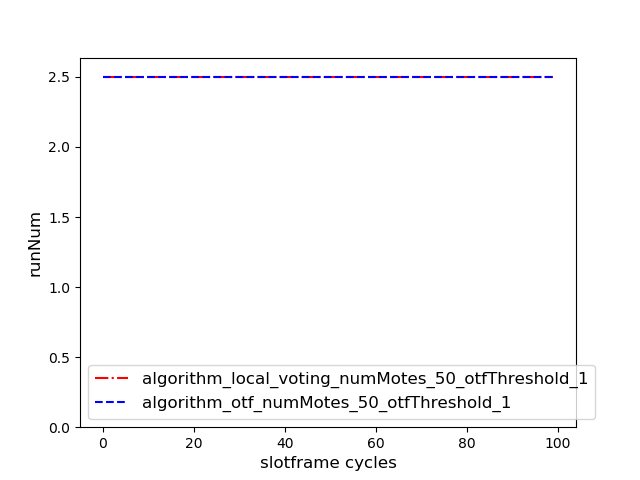 2.5
2.0
1.5
1.0
0.5
0.0
runNum
algorithm_local_voting_numMotes_50_otfThreshold_1
algorithm_otf_numMotes_50_otfThreshold_1
0 20 40 60 80 100
slotframe cycles